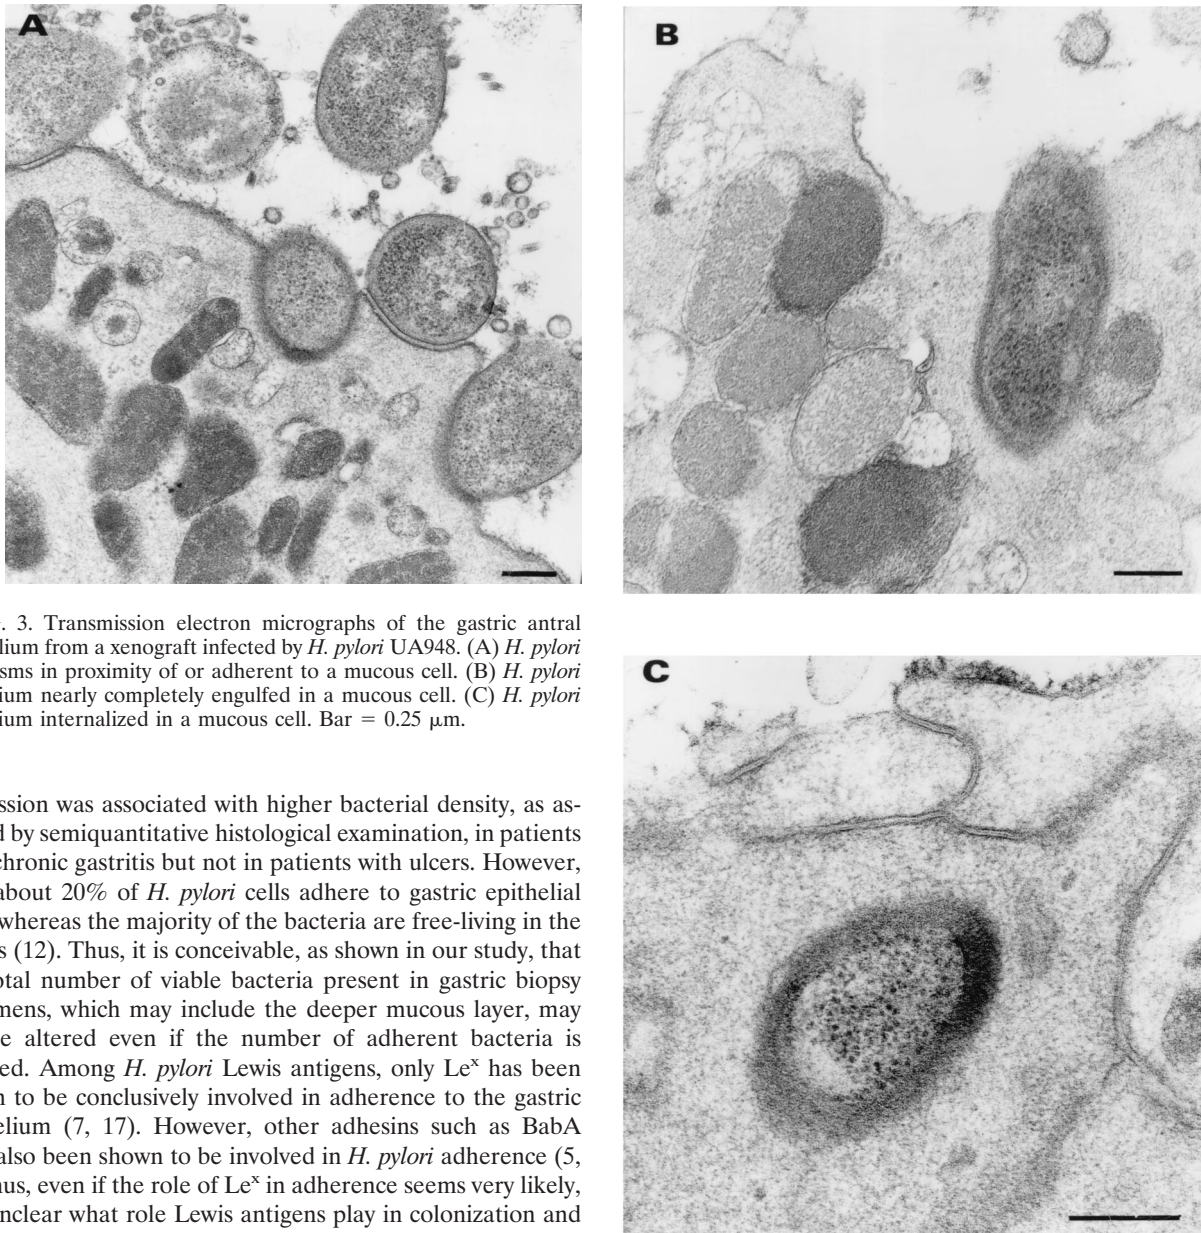 A
B
. 3. Transmission electron micrographs of the gastric antral
lium from a xenograft infected by H. pylori UA948. (A) H. pylori
isms in proximity of or adherent to a mucous cell. (B) H. pylori
ium nearly completely engulfed in a mucous cell. (C) H. pylori
ium internalized in a mucous cell. Bar = 0.25 μm.
C
ssion was associated with higher bacterial density, as as-
d by semiquantitative histological examination, in patients
chronic gastritis but not in patients with ulcers. However,
about 20% of H. pylori cells adhere to gastric epithelial
whereas the majority of the bacteria are free-living in the
s (12). Thus, it is conceivable, as shown in our study, that
otal number of viable bacteria present in gastric biopsy
mens, which may include the deeper mucous layer, may
e altered even if the number of adherent bacteria is
ed. Among H. pylori Lewis antigens, only Leˣ has been
n to be conclusively involved in adherence to the gastric
elium (7, 17). However, other adhesins such as BabA
also been shown to be involved in H. pylori adherence (5,
nus, even if the role of Leˣ in adherence seems very likely,
nclear what role Lewis antigens play in colonization and